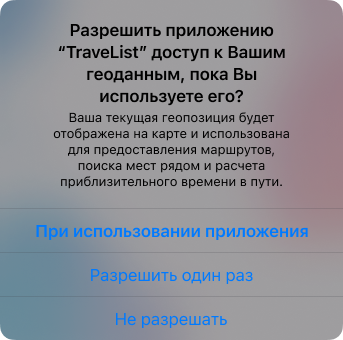 Разрешить приложению
“TraveList” доступ к Вашим
геоданным, пока Вы
используете его?
Ваша текущая геопозиция будет
отображена на карте и использована
для предоставления маршрутов,
поиска мест рядом и расчета
приблизительного времени в пути.
При использовании приложения
Разрешить один раз
Не разрешать